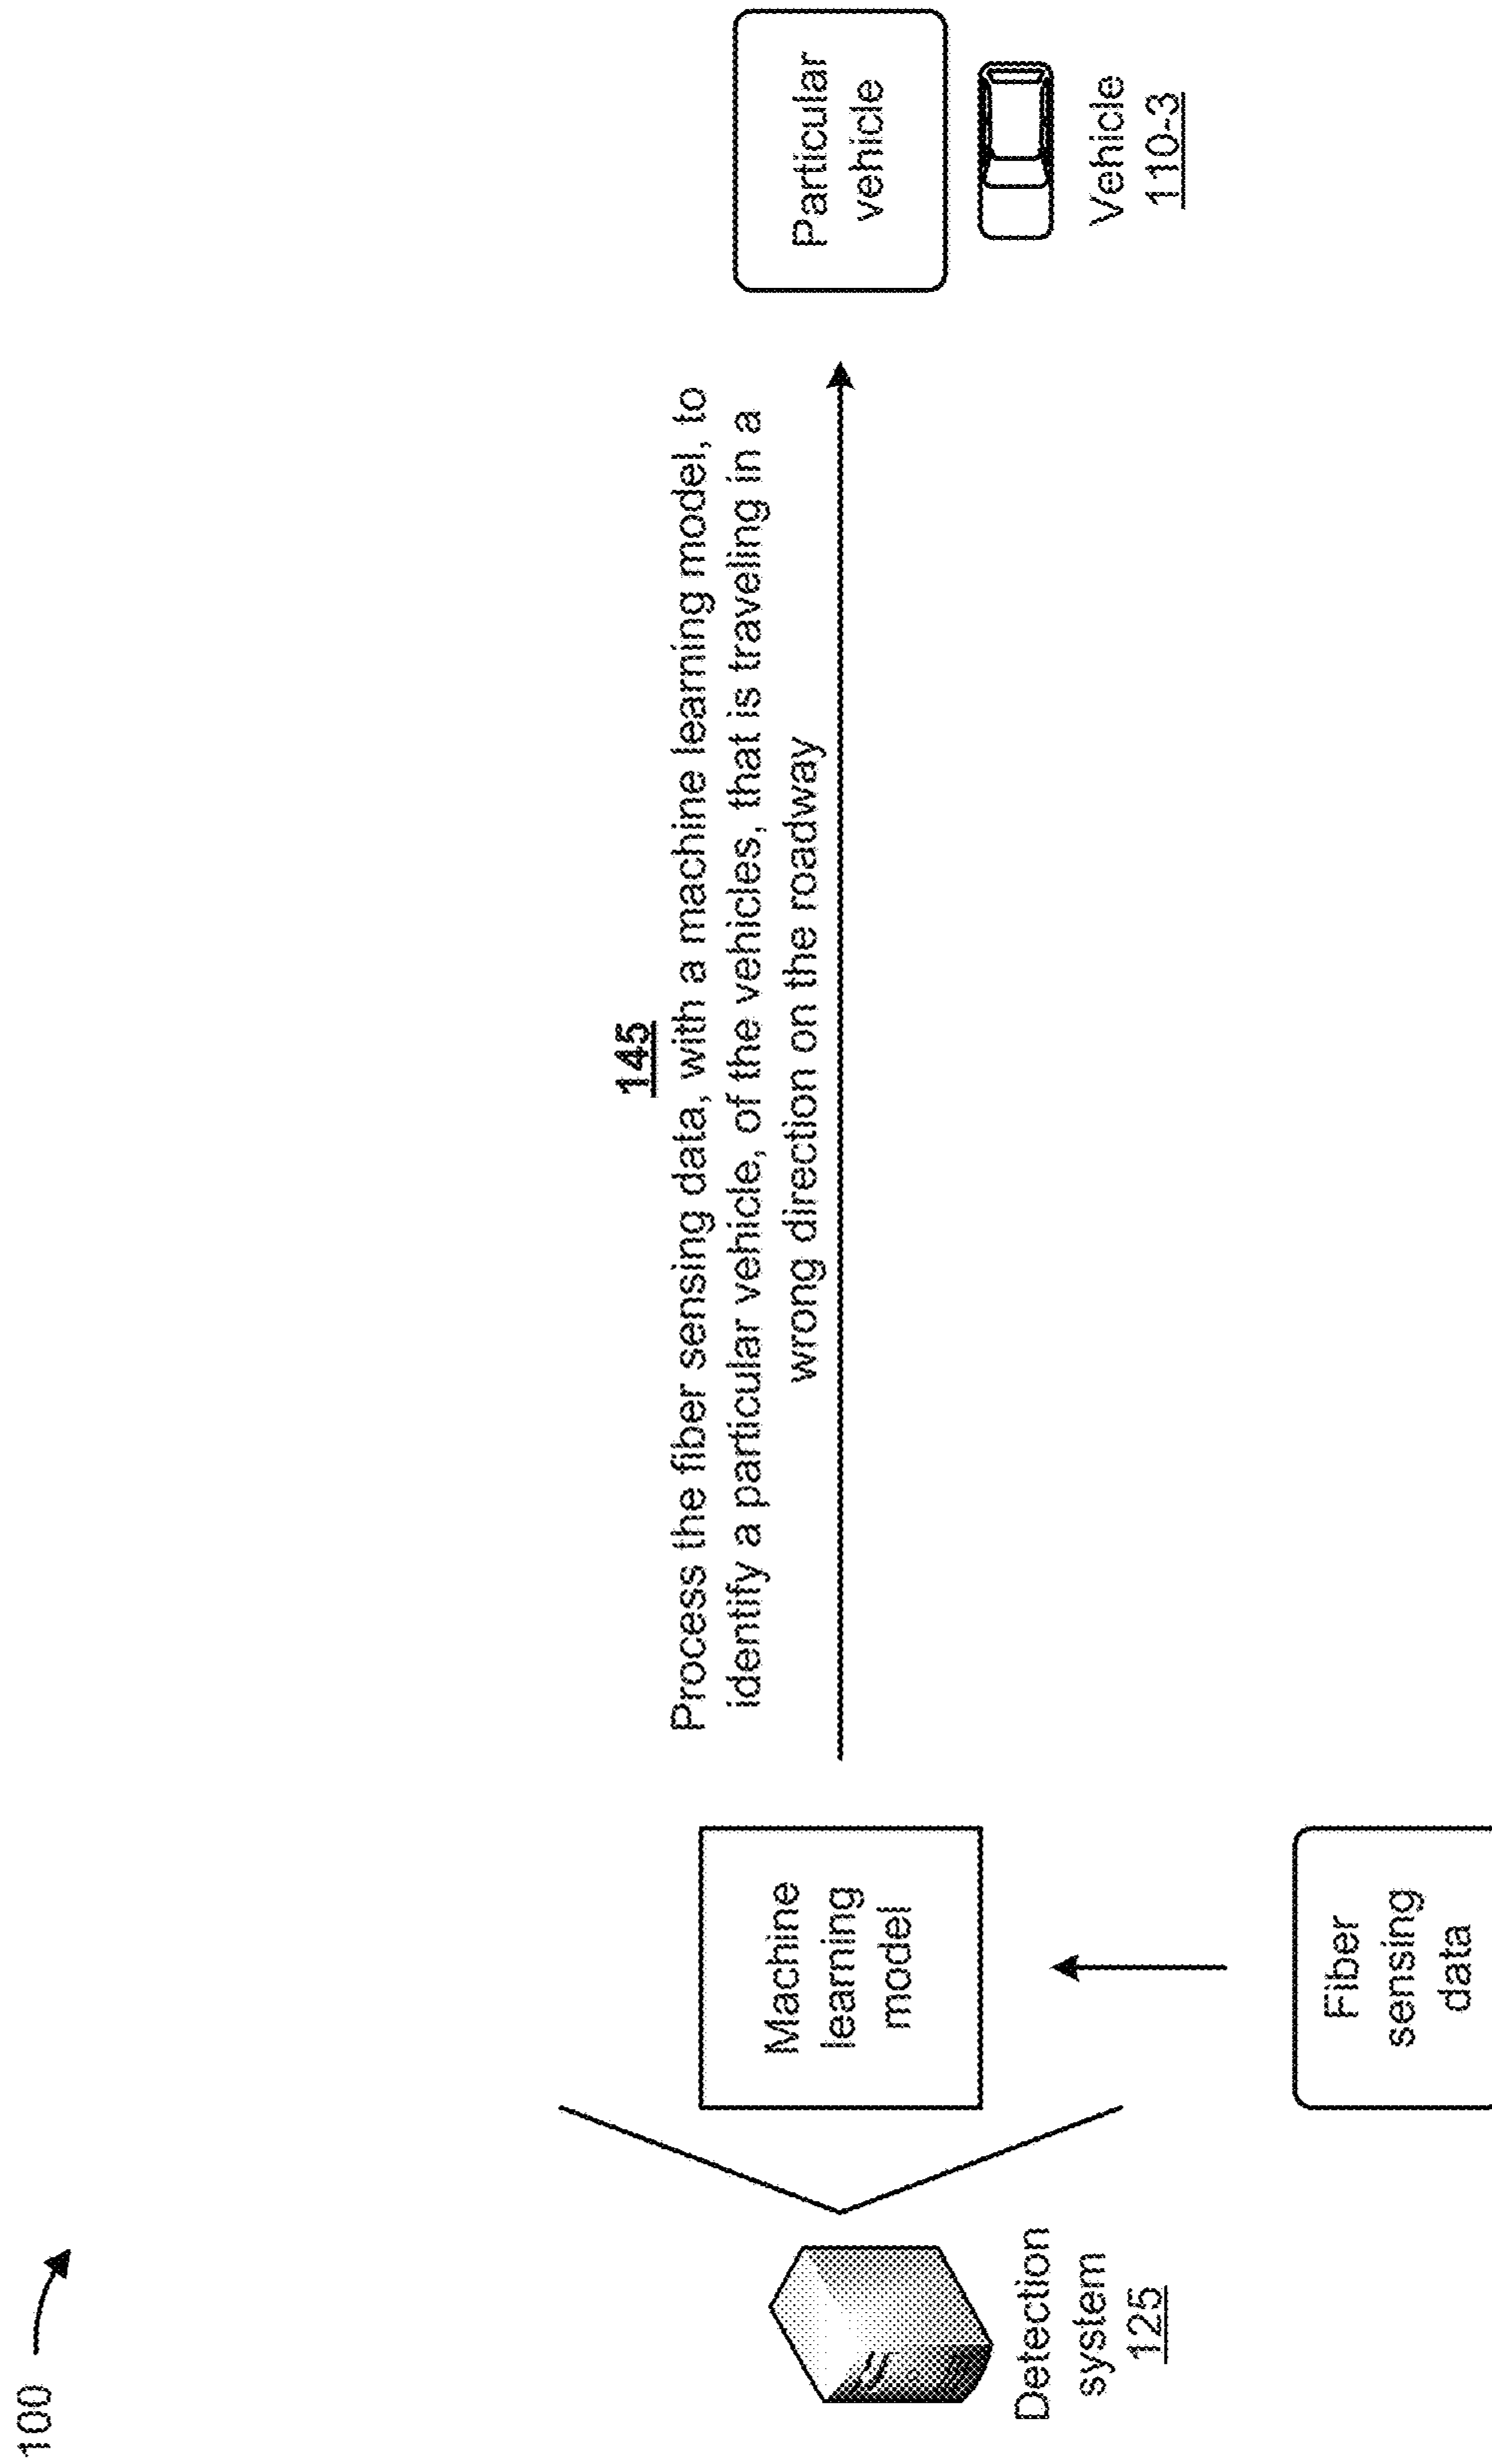 100
145
Process the fiber sensing data, with a machine learning model, to
identify a particular vehicle, of the vehicles, that is traveling in a
wrong direction on the roadway
Detection
system
125
Machine
learning
model
Fiber
sensing
data
Particular
vehicle
Vehicle
110-3